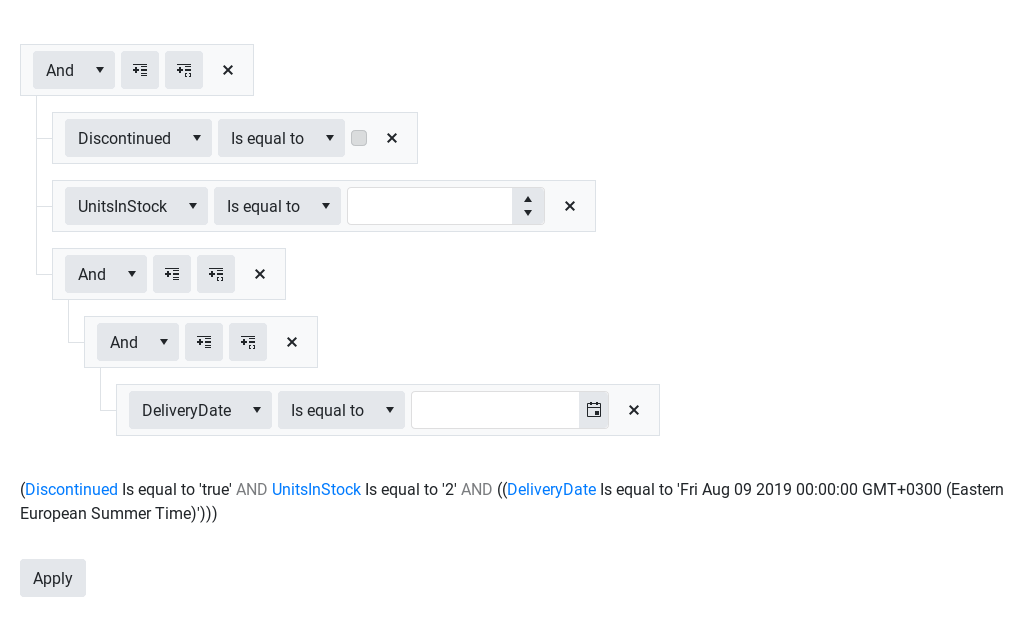 And
Discontinued Is equal to
UnitsInStock Is equal to
And
And
DeliveryDate Is equal to
(Discontinued Is equal to 'true' AND UnitsInStock Is equal to '2' AND ((DeliveryDate Is equal to 'Fri Aug 09 2019 00:00:00 GMT+0300 (Eastern
European Summer Time)')))
Apply